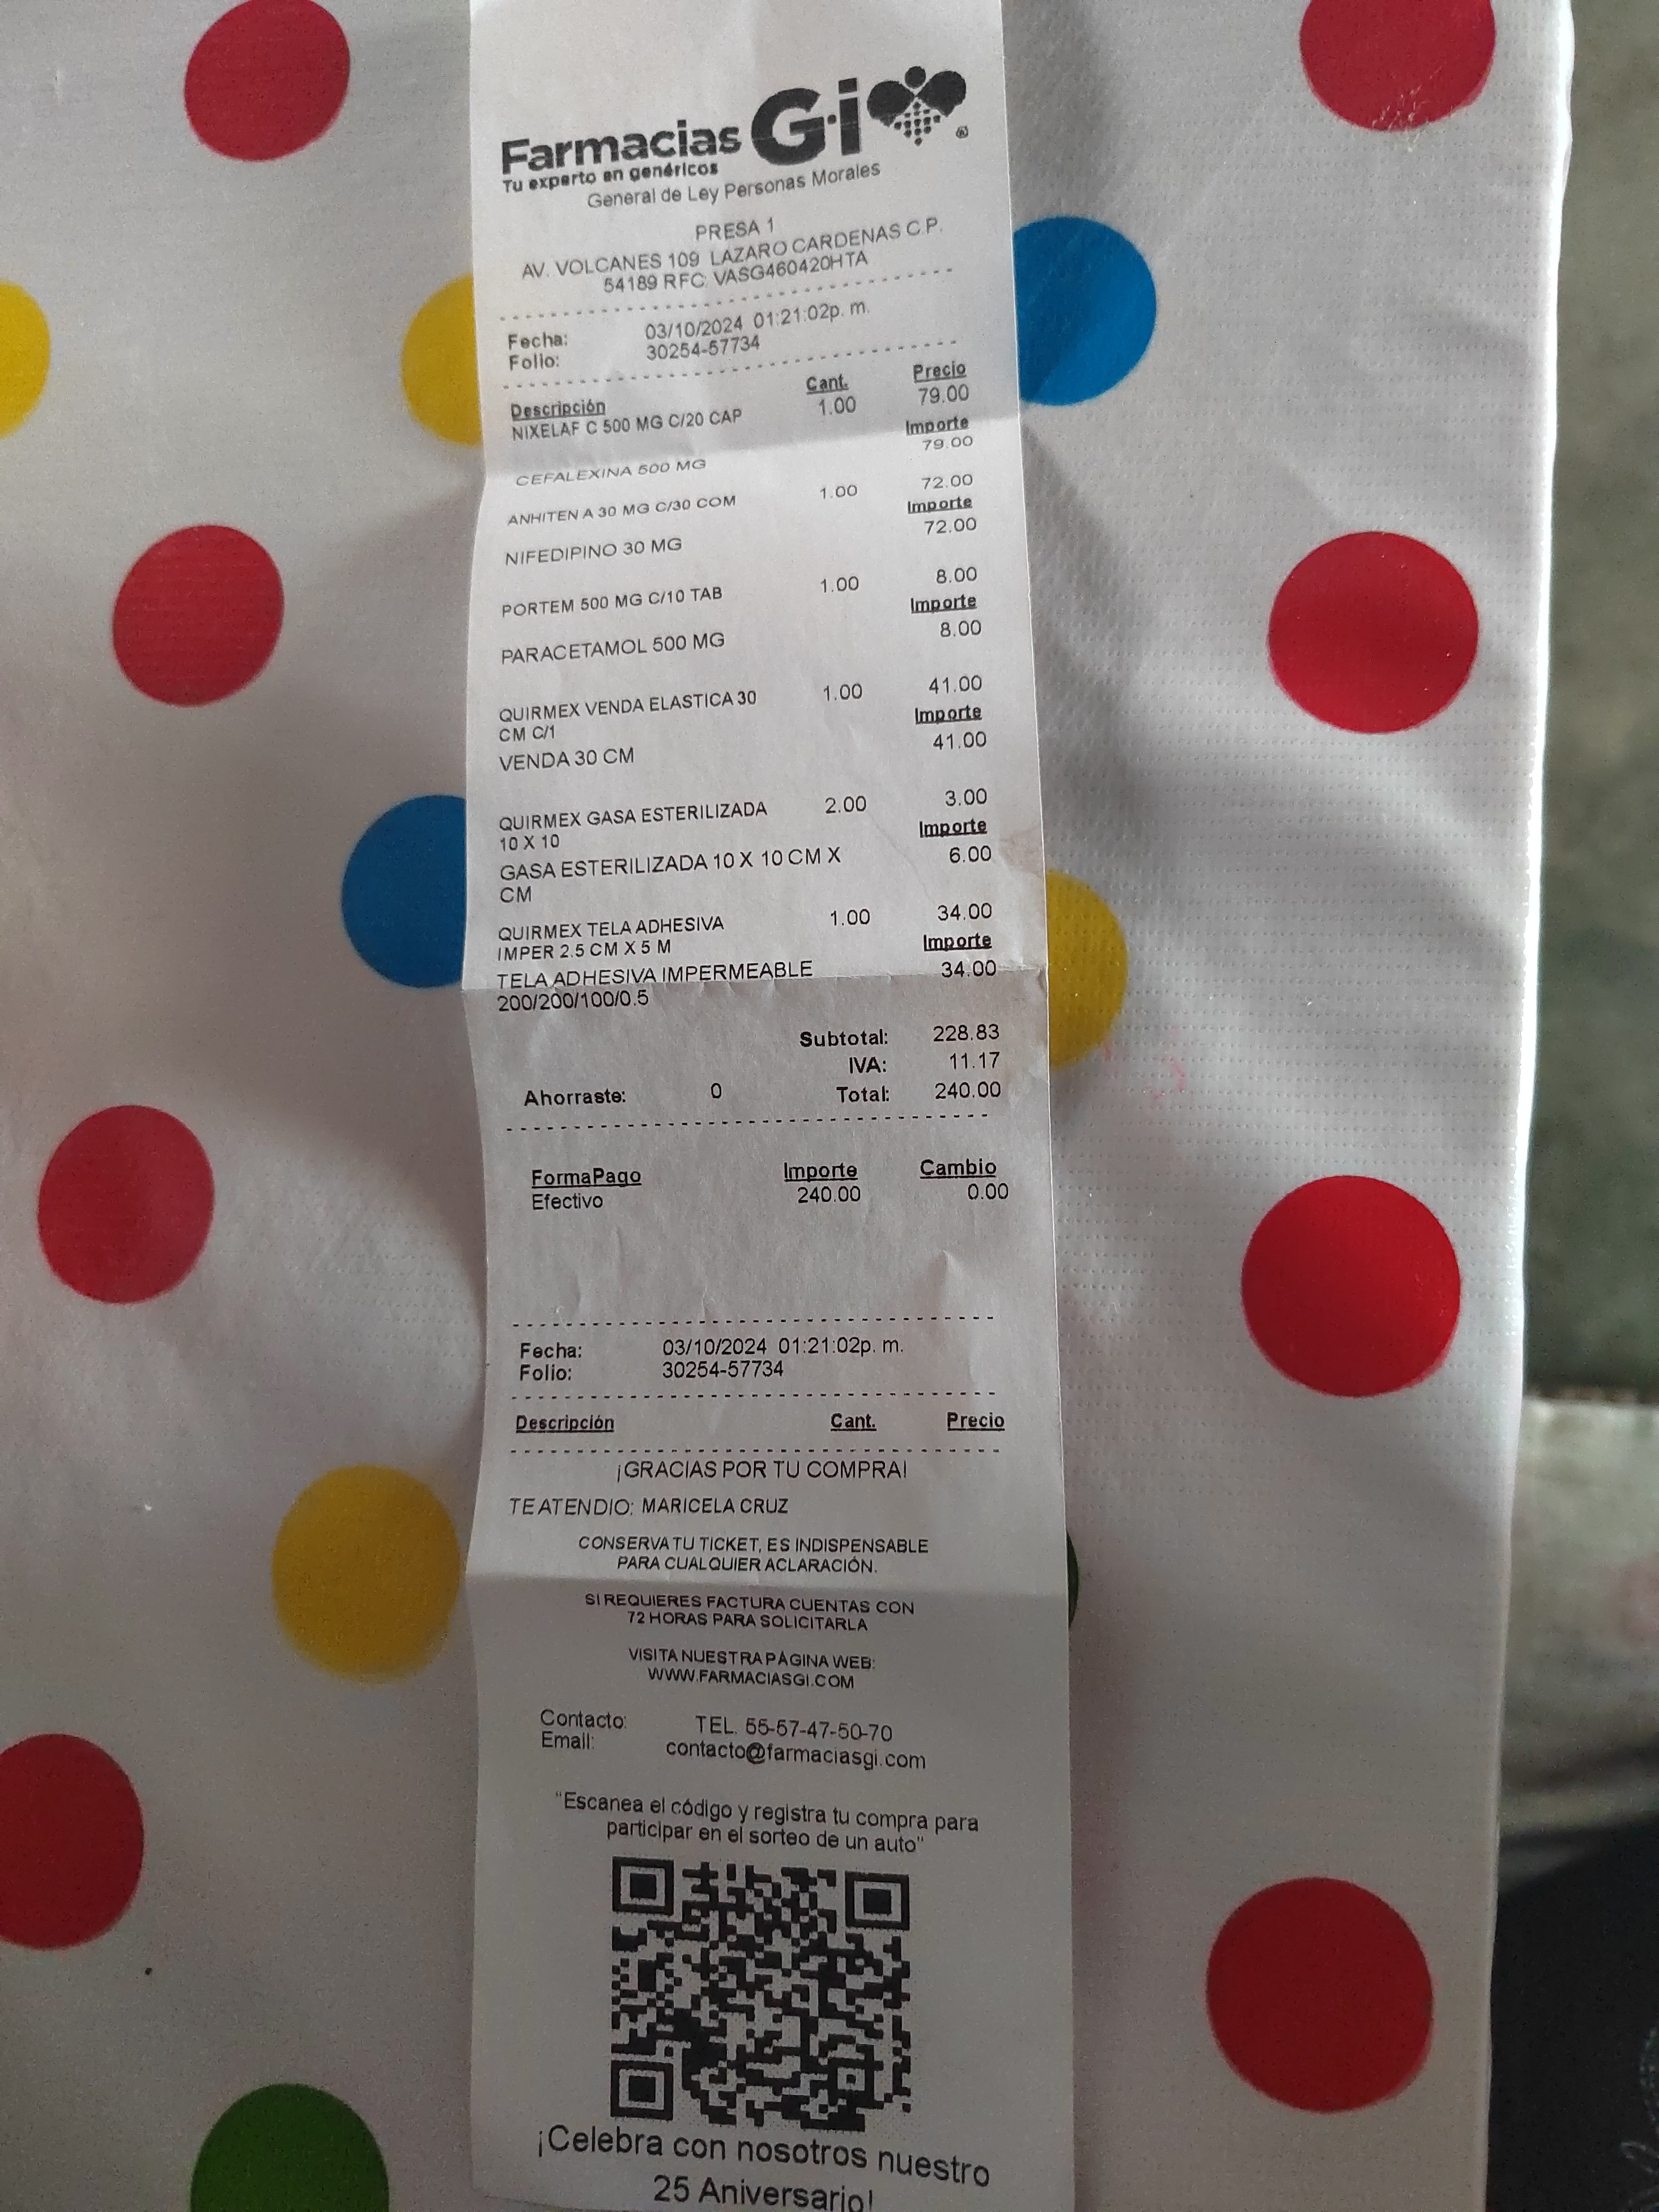 Farmacias Gi
Tu experto en genéricos
General de Ley Personas Morales
PRESA 1
AV. VOLCANES 109 LAZARO CARDENAS C.P.
54189 RFC: VASG460420HTA
Fecha: 03/10/2024 01:21:02p. m.
Folio: 30254-57734
Descripción Cant. Precio
NIXELAF C 500 MG C/20 CAP 1.00 79.00
Importe
79.00
CEFALEXINA 500 MG
ANHITEN A 30 MG C/30 COM 1.00 72.00
Importe
72.00
NIFEDIPINO 30 MG
PORTEM 500 MG C/10 TAB 1.00 8.00
Importe
8.00
PARACETAMOL 500 MG
QUIRMEX VENDA ELASTICA 30 1.00 41.00
CM C/1 Importe
VENDA 30 CM 41.00
QUIRMEX GASA ESTERILIZADA 2.00 3.00
10 X 10 Importe
GASA ESTERILIZADA 10 X 10 CM X 6.00
CM
QUIRMEX TELA ADHESIVA 1.00 34.00
IMPER 2.5 CM X 5 M Importe
TELA ADHESIVA IMPERMEABLE 34.00
200/200/100/0.5
Subtotal: 228.83
IVA: 11.17
Ahorraste: 0 Total: 240.00
FormaPago Importe Cambio
Efectivo 240.00 0.00
Fecha: 03/10/2024 01:21:02p. m.
Folio: 30254-57734
Descripción Cant. Precio
¡GRACIAS POR TU COMPRA!
TE ATENDIO: MARICELA CRUZ
CONSERVA TU TICKET, ES INDISPENSABLE
PARA CUALQUIER ACLARACIÓN.
SI REQUIERES FACTURA CUENTAS CON
72 HORAS PARA SOLICITARLA
VISITA NUESTRA PÁGINA WEB:
WWW.FARMACIASGI.COM
Contacto: TEL. 55-57-47-50-70
Email: contacto@farmaciasgi.com
"Escanea el código y registra tu compra para
participar en el sorteo de un auto"
¡Celebra con nosotros nuestro
25 Aniversario!